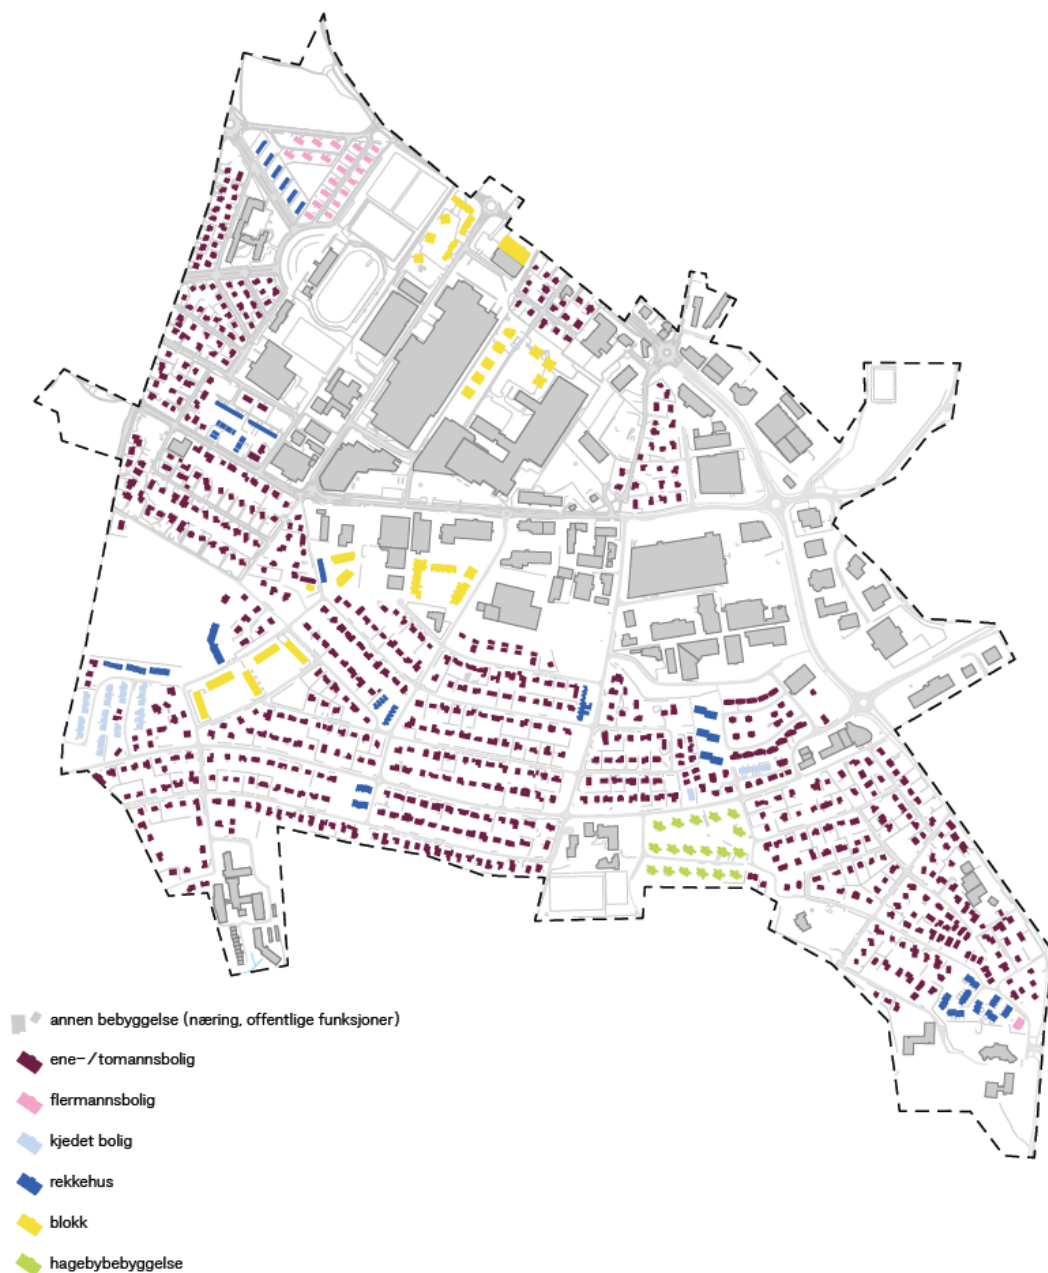 annen bebyggelse (næring, offentlige funksjoner)
ene-/tomannsbolig
flermannsbolig
kjedet bolig
rekkehus
blokk
hagebybebyggelse